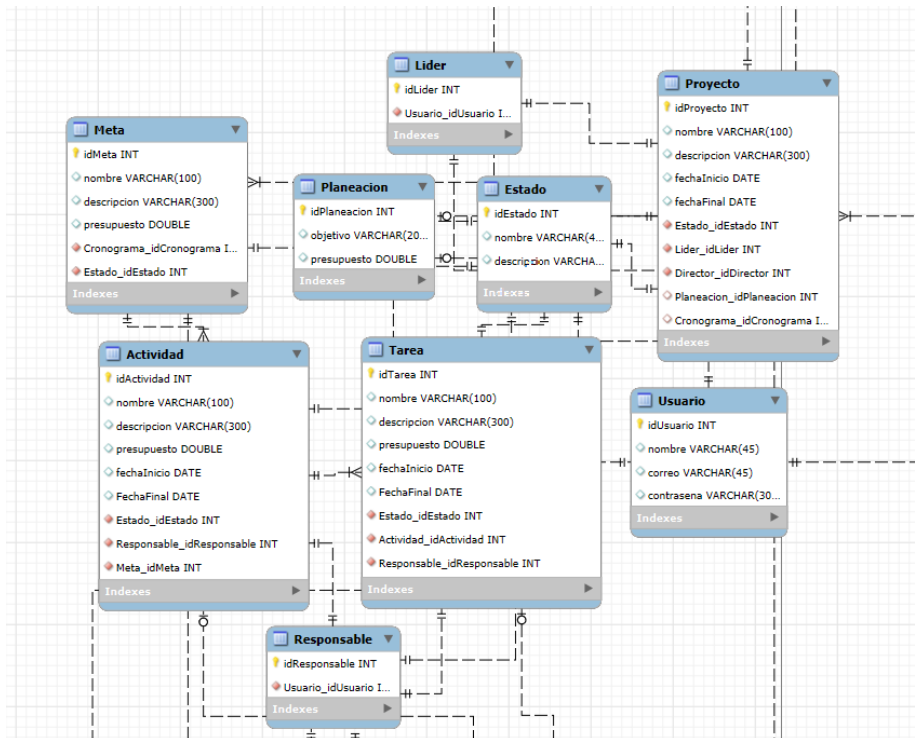 Lider
idLider INT
Usuario_idUsuario I...
Indexes
Proyecto
idProyecto INT
nombre VARCHAR(100)
descripcion VARCHAR(300)
fechaInicio DATE
fechaFinal DATE
Estado_idEstado INT
Lider_idLider INT
Director_idDirector INT
Planeacion_idPlaneacion INT
Cronograma_idCronograma I...
Indexes
Meta
idMeta INT
nombre VARCHAR(100)
descripcion VARCHAR(300)
presupuesto DOUBLE
Cronograma_idCronograma I...
Estado_idEstado INT
Indexes
Planeacion
idPlaneacion INT
objetivo VARCHAR(20...
presupuesto DOUBLE
Indexes
Estado
idEstado INT
nombre VARCHAR(4...
descripcion VARCHA...
Indexes
Actividad
idActividad INT
nombre VARCHAR(100)
descripcion VARCHAR(300)
presupuesto DOUBLE
fechaInicio DATE
FechaFinal DATE
Estado_idEstado INT
Responsable_idResponsable INT
Meta_idMeta INT
Indexes
Tarea
idTarea INT
nombre VARCHAR(100)
descripcion VARCHAR(300)
presupuesto DOUBLE
fechaInicio DATE
FechaFinal DATE
Estado_idEstado INT
Actividad_idActividad INT
Responsable_idResponsable INT
Indexes
Usuario
idUsuario INT
nombre VARCHAR(45)
correo VARCHAR(45)
contrasena VARCHAR(30...
Indexes
Responsable
idResponsable INT
Usuario_idUsuario I...
Indexes